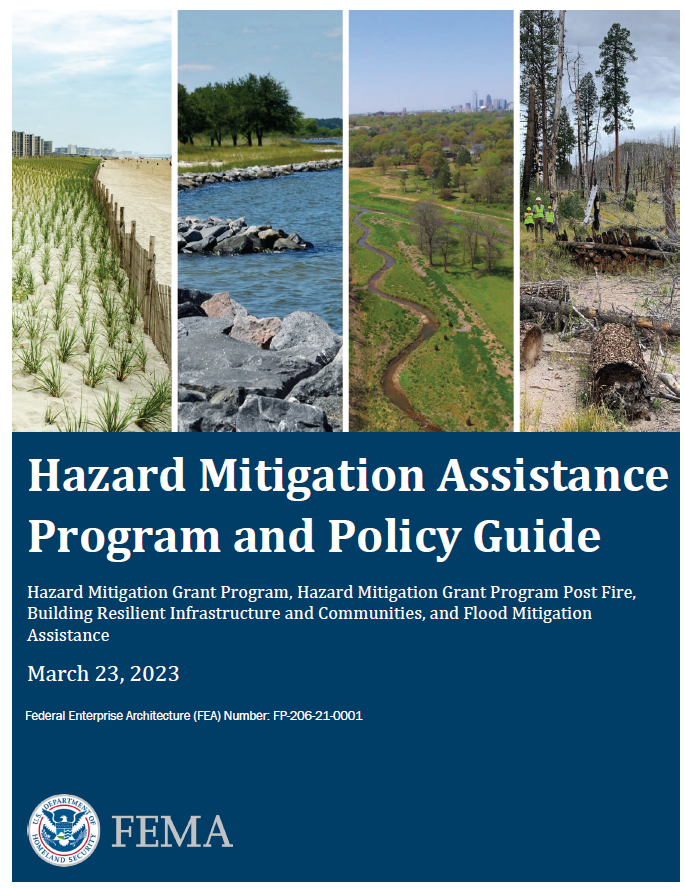 Hazard Mitigation Assistance
Program and Policy Guide
Hazard Mitigation Grant Program, Hazard Mitigation Grant Program Post Fire,
Building Resilient Infrastructure and Communities, and Flood Mitigation
Assistance
March 23, 2023
Federal Enterprise Architecture (FEA) Number: FP-206-21-0001
U.S. DEPARTMENT OF
HOMELAND SECURITY
FEMA